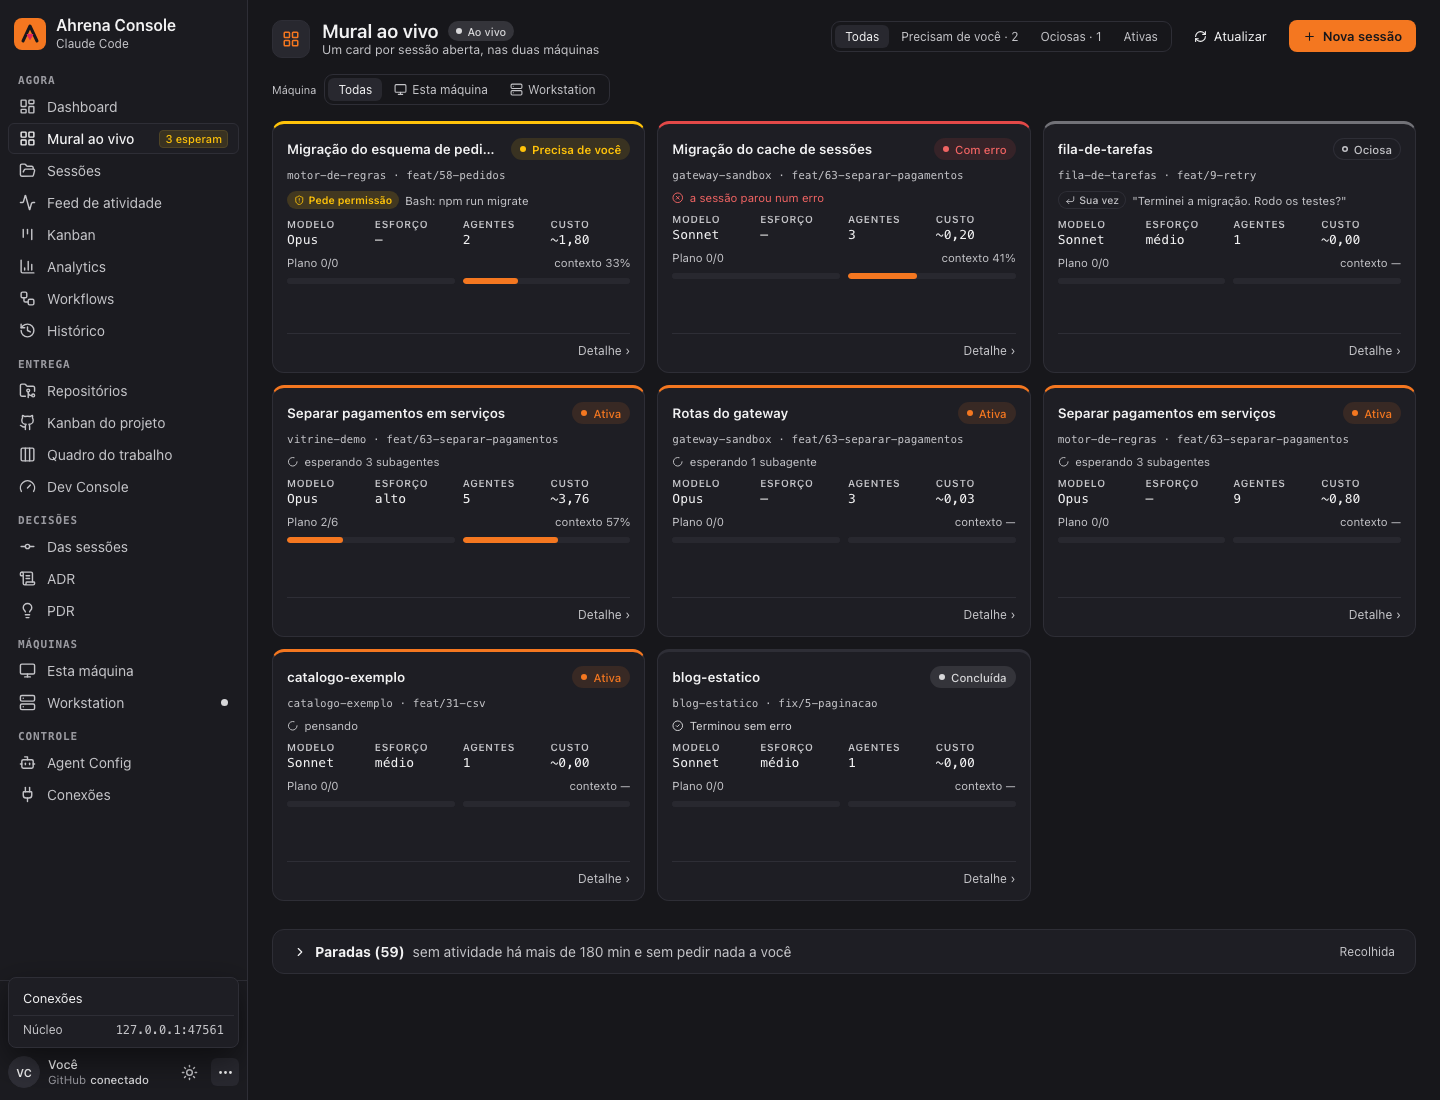 Ahrena Console
Claude Code
AGORA
Dashboard
Mural ao vivo 3 esperam
Sessões
Feed de atividade
Kanban
Analytics
Workflows
Histórico
ENTREGA
Repositórios
Kanban do projeto
Quadro do trabalho
Dev Console
DECISÕES
Das sessões
ADR
PDR
MÁQUINAS
Esta máquina
Workstation
CONTROLE
Agent Config
Conexões
Conexões
Núcleo 127.0.0.1:47561
VC
Você
GitHub conectado
Mural ao vivo Ao vivo
Um card por sessão aberta, nas duas máquinas
Todas Precisam de você · 2 Ociosas · 1 Ativas
Atualizar
Nova sessão
Máquina Todas Esta máquina Workstation
Migração do esquema de pedi... Precisa de você
motor-de-regras · feat/58-pedidos
Pede permissão Bash: npm run migrate
MODELO ESFORÇO AGENTES CUSTO
Opus — 2 ~1,80
Plano 0/0 contexto 33%
Detalhe ›
Migração do cache de sessões Com erro
gateway-sandbox · feat/63-separar-pagamentos
a sessão parou num erro
MODELO ESFORÇO AGENTES CUSTO
Sonnet — 3 ~0,20
Plano 0/0 contexto 41%
Detalhe ›
fila-de-tarefas Ociosa
fila-de-tarefas · feat/9-retry
Sua vez "Terminei a migração. Rodo os testes?"
MODELO ESFORÇO AGENTES CUSTO
Sonnet médio 1 ~0,00
Plano 0/0 contexto —
Detalhe ›
Separar pagamentos em serviços Ativa
vitrine-demo · feat/63-separar-pagamentos
esperando 3 subagentes
MODELO ESFORÇO AGENTES CUSTO
Opus alto 5 ~3,76
Plano 2/6 contexto 57%
Detalhe ›
Rotas do gateway Ativa
gateway-sandbox · feat/63-separar-pagamentos
esperando 1 subagente
MODELO ESFORÇO AGENTES CUSTO
Opus — 3 ~0,03
Plano 0/0 contexto —
Detalhe ›
Separar pagamentos em serviços Ativa
motor-de-regras · feat/63-separar-pagamentos
esperando 3 subagentes
MODELO ESFORÇO AGENTES CUSTO
Opus — 9 ~0,80
Plano 0/0 contexto —
Detalhe ›
catalogo-exemplo Ativa
catalogo-exemplo · feat/31-csv
pensando
MODELO ESFORÇO AGENTES CUSTO
Sonnet médio 1 ~0,00
Plano 0/0 contexto —
Detalhe ›
blog-estatico Concluída
blog-estatico · fix/5-paginacao
Terminou sem erro
MODELO ESFORÇO AGENTES CUSTO
Sonnet médio 1 ~0,00
Plano 0/0 contexto —
Detalhe ›
Paradas (59) sem atividade há mais de 180 min e sem pedir nada a você Recolhida